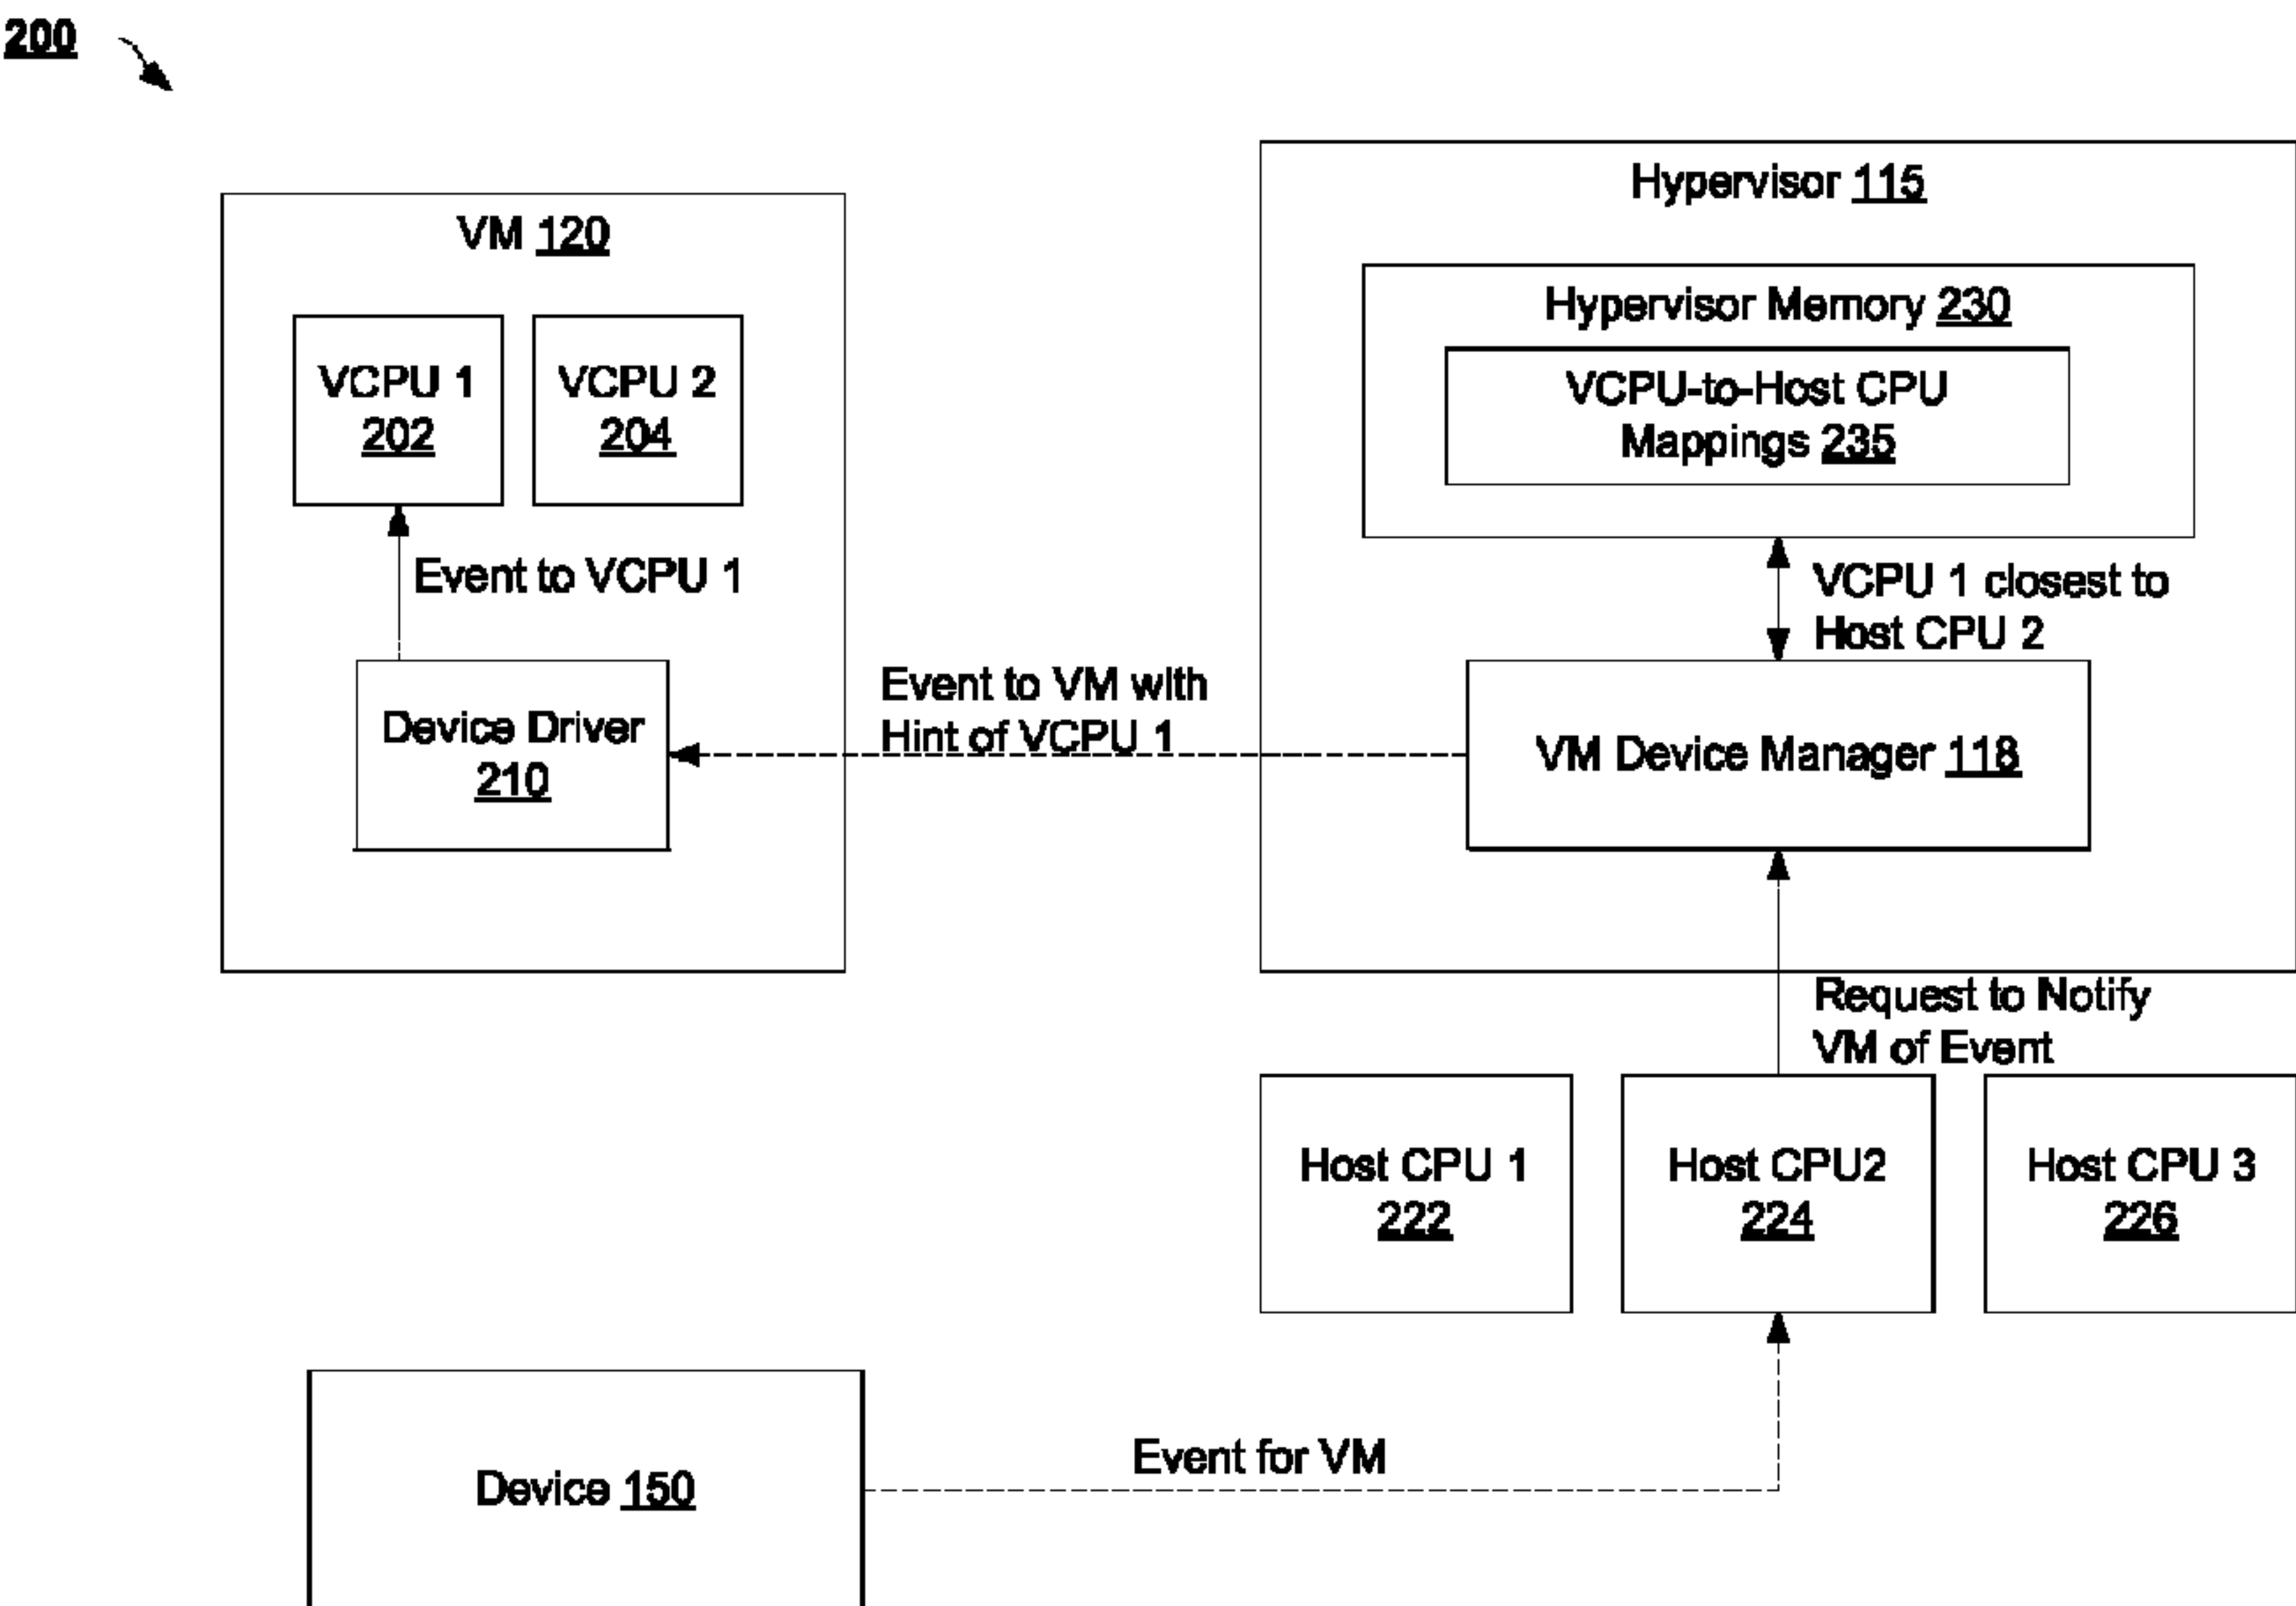 200
Hypervisor 115
VM 120
Hypervisor Memory 230
VCPU 1
202
VCPU 2
204
VCPU-to-Host CPU
Mappings 235
Event to VCPU 1
VCPU 1 closest to
Host CPU 2
Device Driver
210
Event to VM with
Hint of VCPU 1
VM Device Manager 118
Request to Notify
VM of Event
Host CPU 1
222
Host CPU2
224
Host CPU 3
226
Event for VM
Device 150